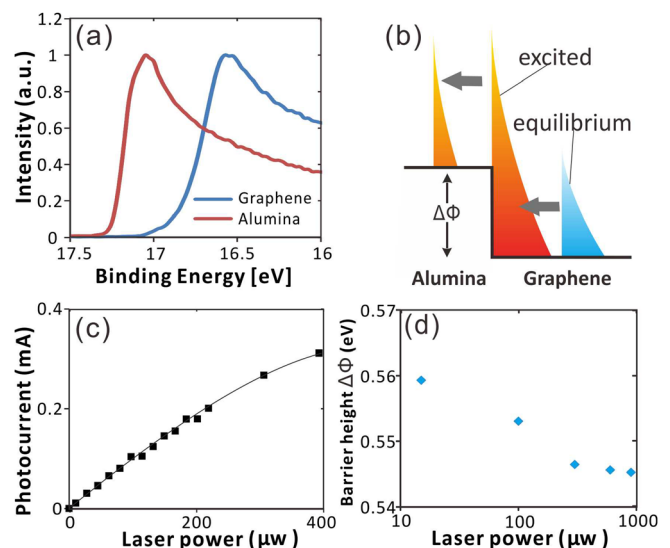 (a)
Intensity (a.u.)
1.2
1
0.8
0.6
0.4
0.2
0
Graphene
Alumina
17.5
17
16.5
16
Binding Energy [eV]
(b)
excited
equilibrium
ΔΦ
Alumina
Graphene
(c)
Photocurrent (mA)
0.4
0.2
0
0
200
400
Laser power (μw)
(d)
Barrier height ΔΦ (eV)
0.57
0.56
0.55
0.54
10
100
1000
Laser power (μw)